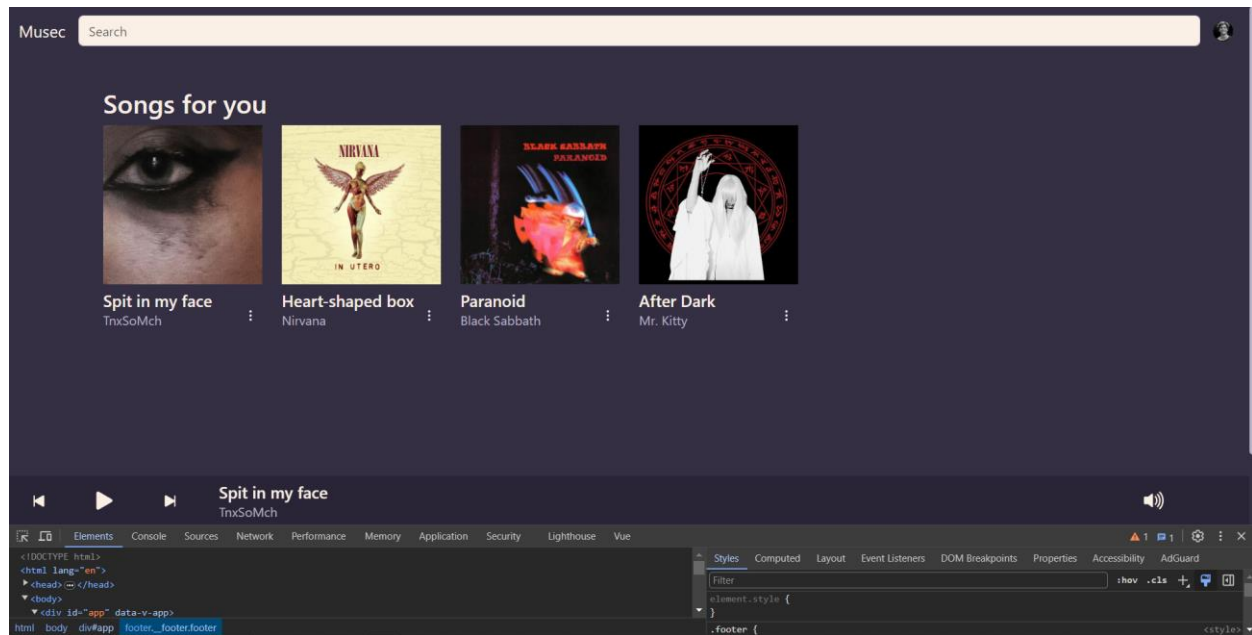 Musec
Search
Songs for you
NIRVANA
IN UTERO
BLACK SABBATH
PARANOID
Spit in my face
TnxSoMch
Heart-shaped box
Nirvana
Paranoid
Black Sabbath
After Dark
Mr. Kitty
Spit in my face
TnxSoMch
Elements Console Sources Network Performance Memory Application Security Lighthouse Vue 1 1
<!DOCTYPE html>
<html lang="en">
<head> </head>
<body>
<div id="app" data-v-app>
html body div#app footer.__footer.footer
Styles Computed Layout Event Listeners DOM Breakpoints Properties Accessibility AdGuard
Filter :hov .cls
element.style {
}
.footer { <style>